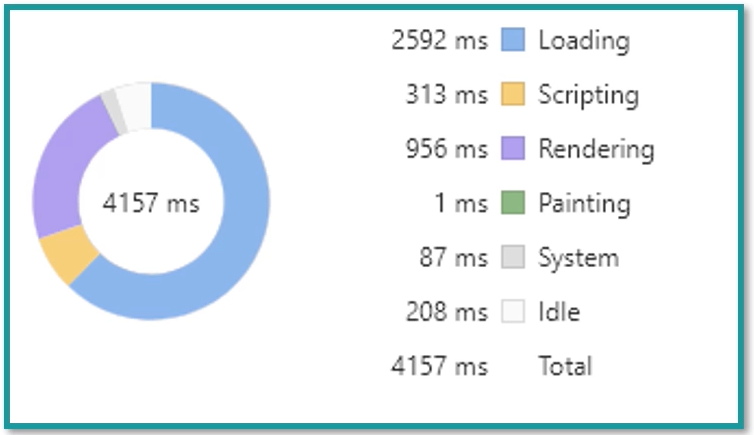 2592 ms Loading
313 ms Scripting
956 ms Rendering
4157 ms
1 ms Painting
87 ms System
208 ms Idle
4157 ms Total